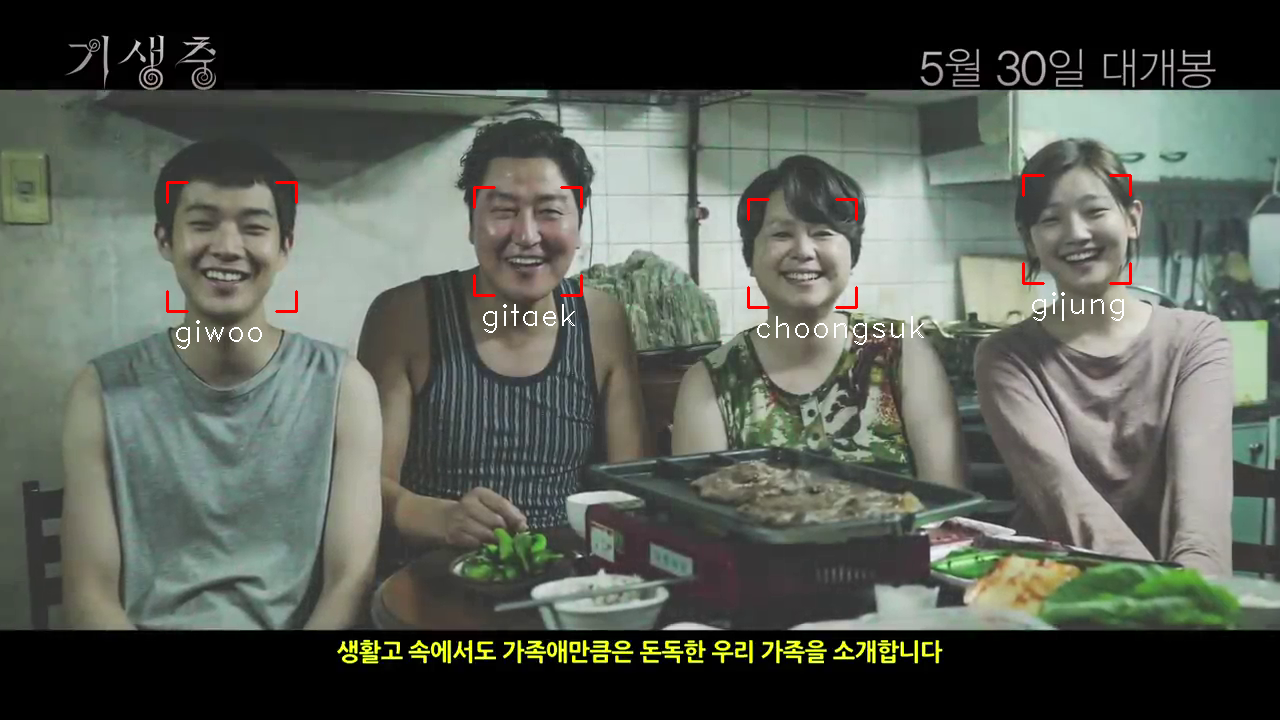 기생충
5월 30일 대개봉
giwoo
gitaek
choongsuk
gijung
생활고 속에서도 가족애만큼은 돈독한 우리 가족을 소개합니다